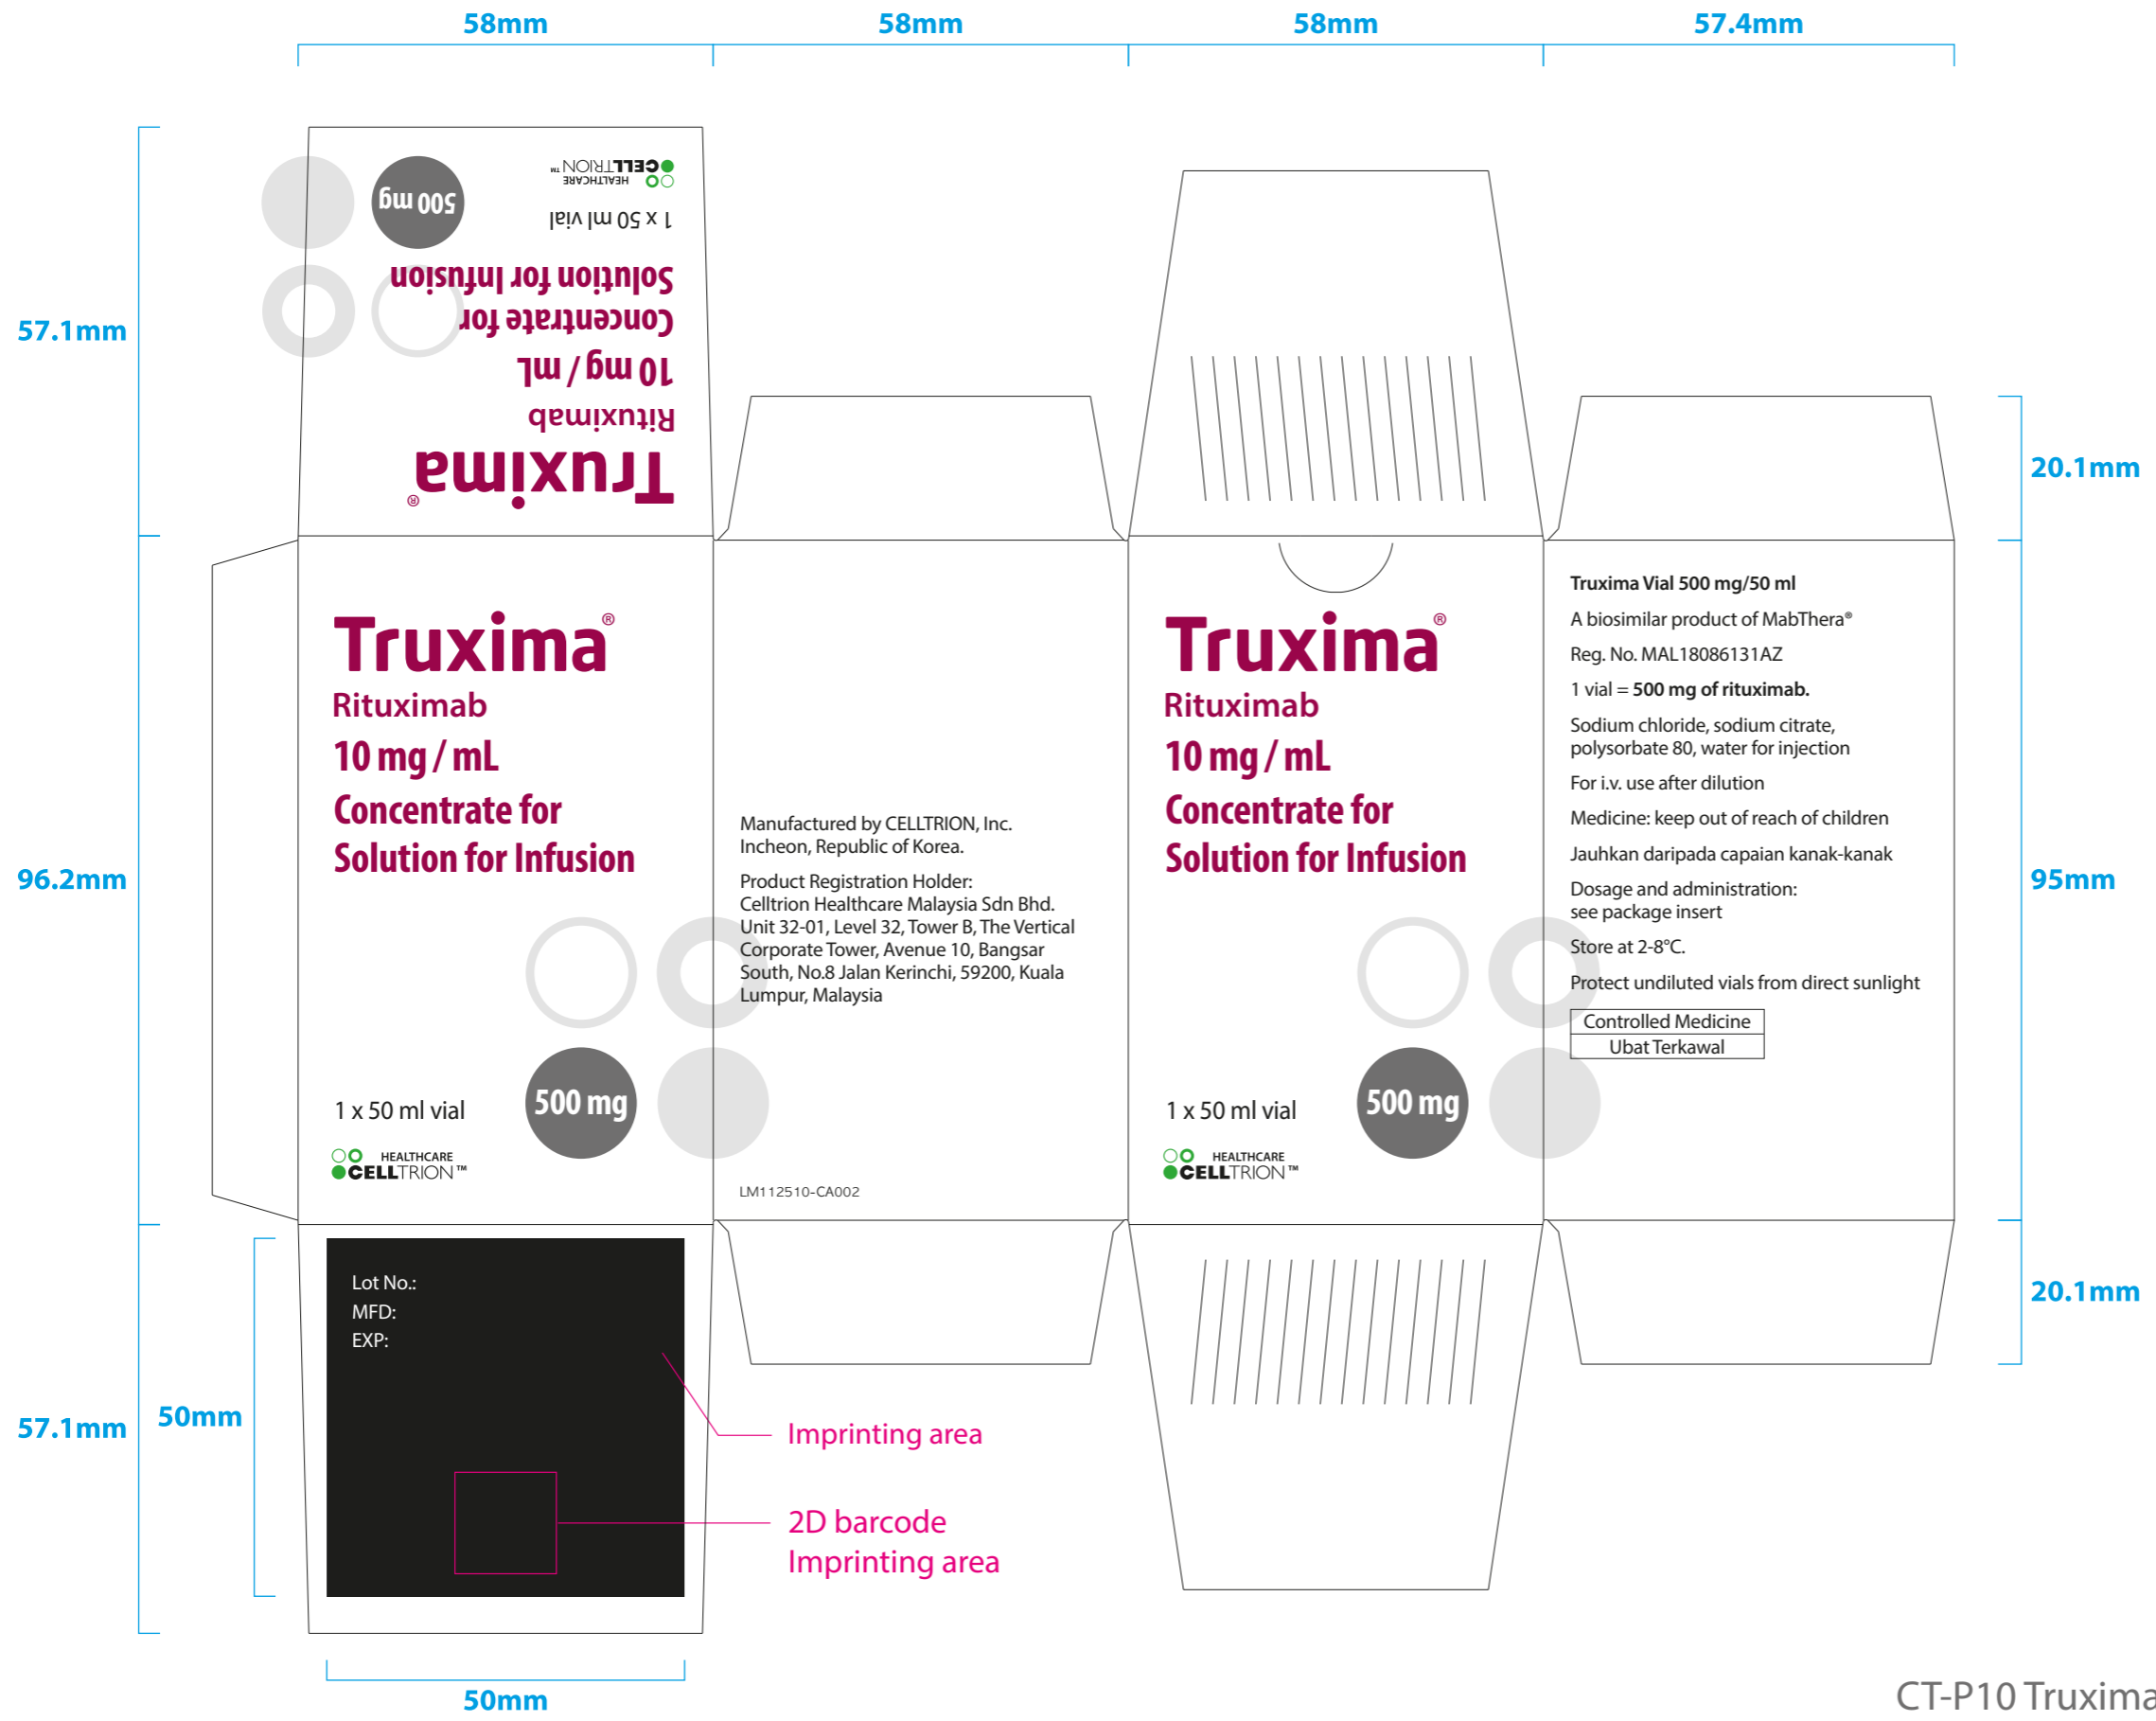 58mm
58mm
58mm
57.4mm
57.1mm
96.2mm
57.1mm
50mm
50mm
20.1mm
95mm
20.1mm
Truxima®
Rituximab
10 mg / mL
Concentrate for
Solution for Infusion
1 x 50 ml vial
500 mg
HEALTHCARE
CELLTRION™
Truxima®
Rituximab
10 mg / mL
Concentrate for
Solution for Infusion
1 x 50 ml vial
500 mg
HEALTHCARE
CELLTRION™
Manufactured by CELLTRION, Inc.
Incheon, Republic of Korea.
Product Registration Holder:
Celltrion Healthcare Malaysia Sdn Bhd.
Unit 32-01, Level 32, Tower B, The Vertical
Corporate Tower, Avenue 10, Bangsar
South, No.8 Jalan Kerinchi, 59200, Kuala
Lumpur, Malaysia
LM112510-CA002
Truxima®
Rituximab
10 mg / mL
Concentrate for
Solution for Infusion
1 x 50 ml vial
500 mg
HEALTHCARE
CELLTRION™
Truxima Vial 500 mg/50 ml
A biosimilar product of MabThera®
Reg. No. MAL18086131AZ
1 vial = 500 mg of rituximab.
Sodium chloride, sodium citrate,
polysorbate 80, water for injection
For i.v. use after dilution
Medicine: keep out of reach of children
Jauhkan daripada capaian kanak-kanak
Dosage and administration:
see package insert
Store at 2-8°C.
Protect undiluted vials from direct sunlight
Controlled Medicine
Ubat Terkawal
Lot No.:
MFD:
EXP:
Imprinting area
2D barcode
Imprinting area
CT-P10 Truxima